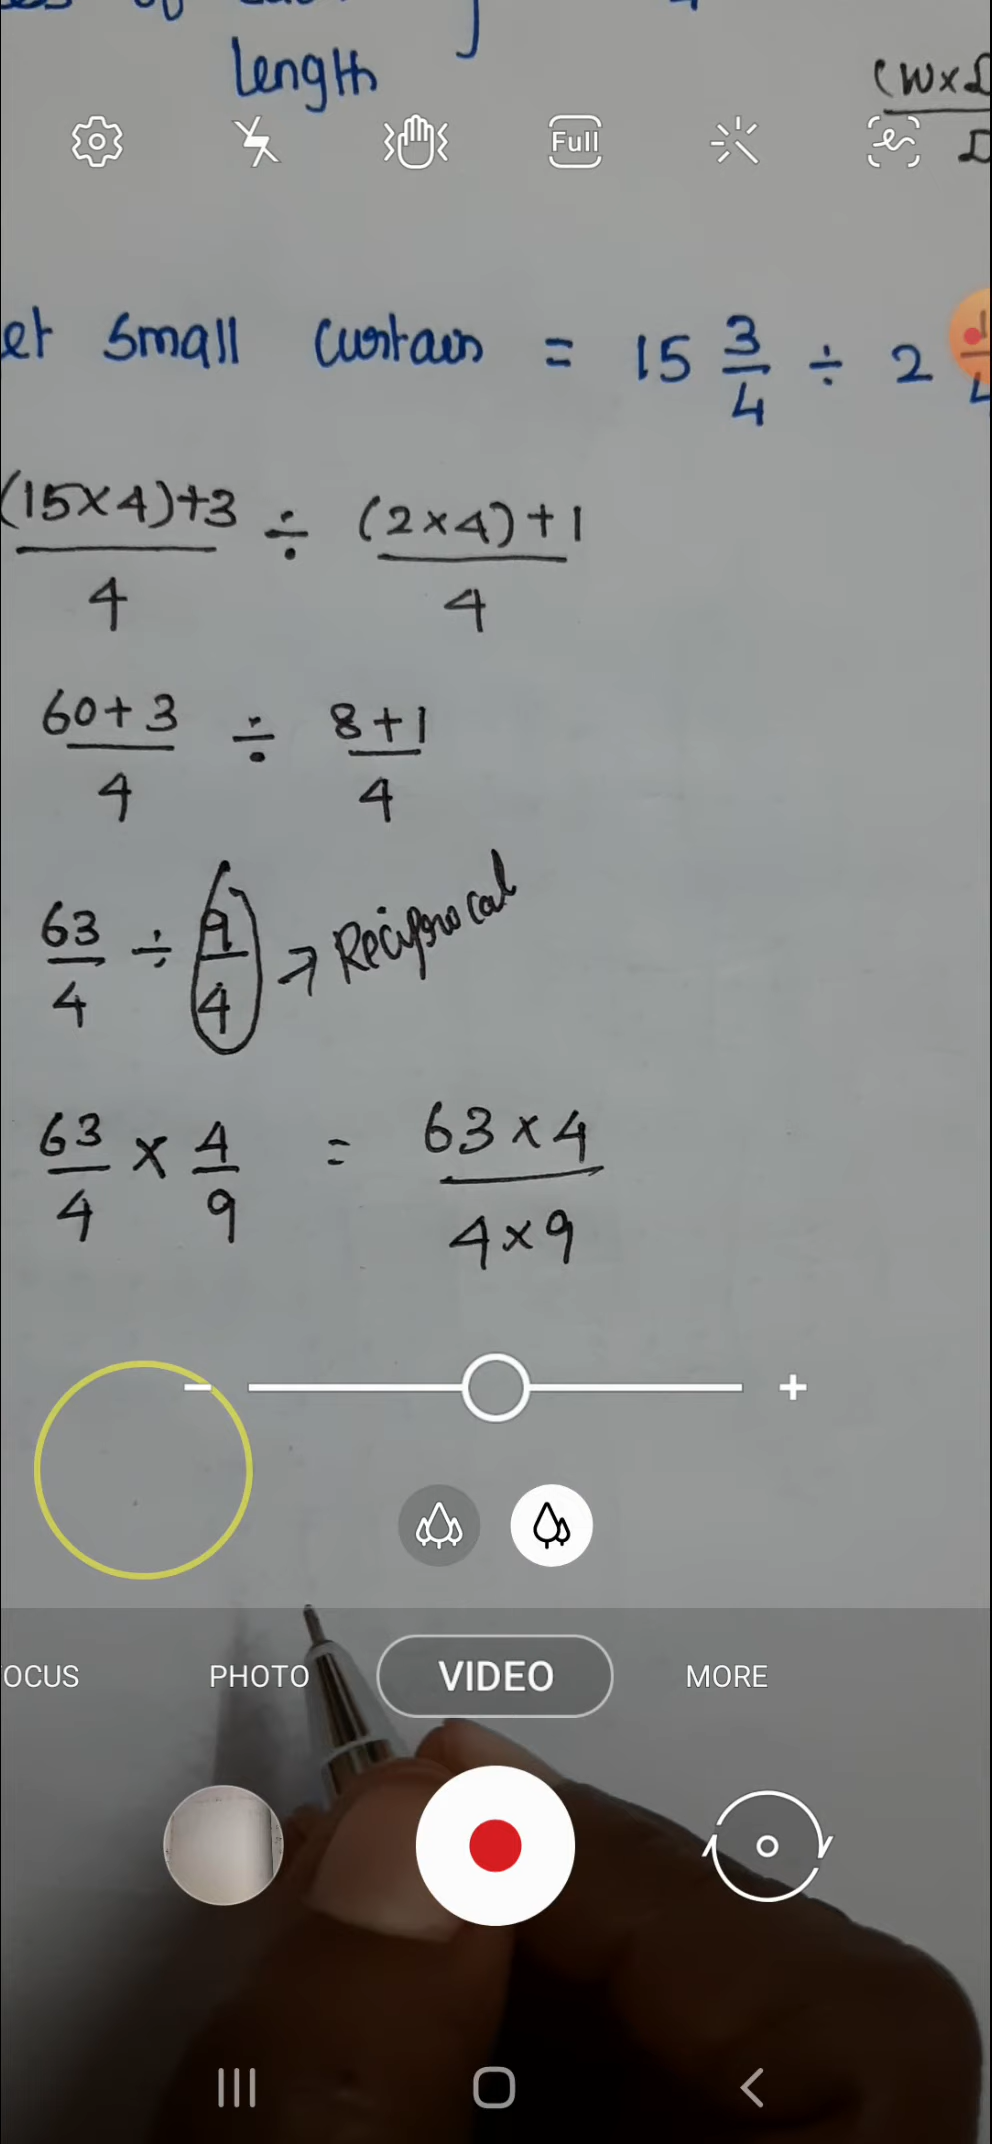 length
(W×D
D
Full
et small curtain = 15 3/4 ÷ 2 1/4
(15×4)+3/4 ÷ (2×4)+1/4
60+3/4 ÷ 8+1/4
63/4 ÷ 9/4 → Reciprocal
63/4 × 4/9 = 63×4/4×9
- +
OCUS PHOTO VIDEO MORE